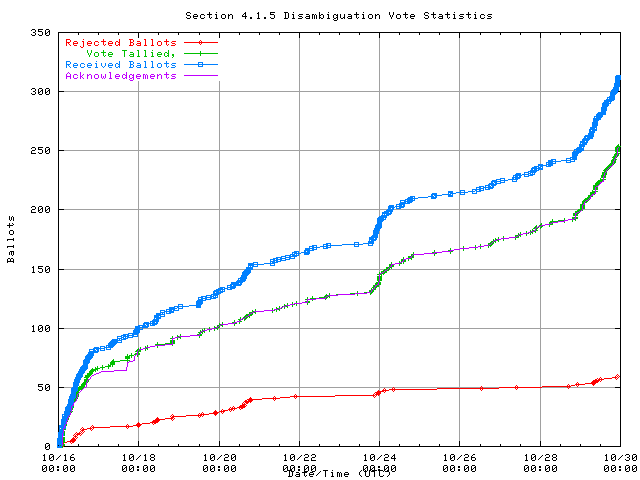 Section 4.1.5 Disambiguation Vote Statistics
350
300
250
200
150
100
50
0
Ballots
Rejected Ballots
Vote Tallied,
Received Ballots
Acknowledgements
10/16 10/18 10/20 10/22 10/24 10/26 10/28 10/30
00:00 00:00 00:00 00:00 00:00 00:00 00:00 00:00
Date/Time (UTC)